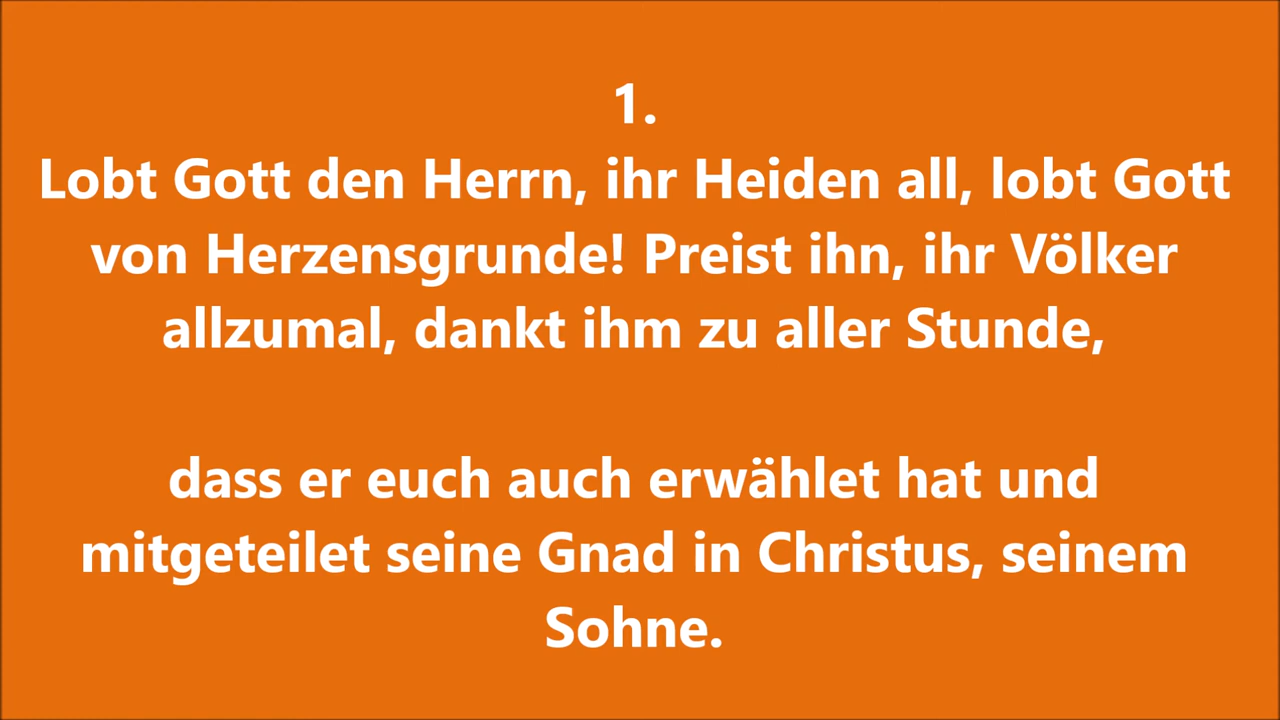 1.
Lobt Gott den Herrn, ihr Heiden all, lobt Gott
von Herzensgrunde! Preist ihn, ihr Völker
allzumal, dankt ihm zu aller Stunde,
dass er euch auch erwählet hat und
mitgeteilet seine Gnad in Christus, seinem
Sohne.